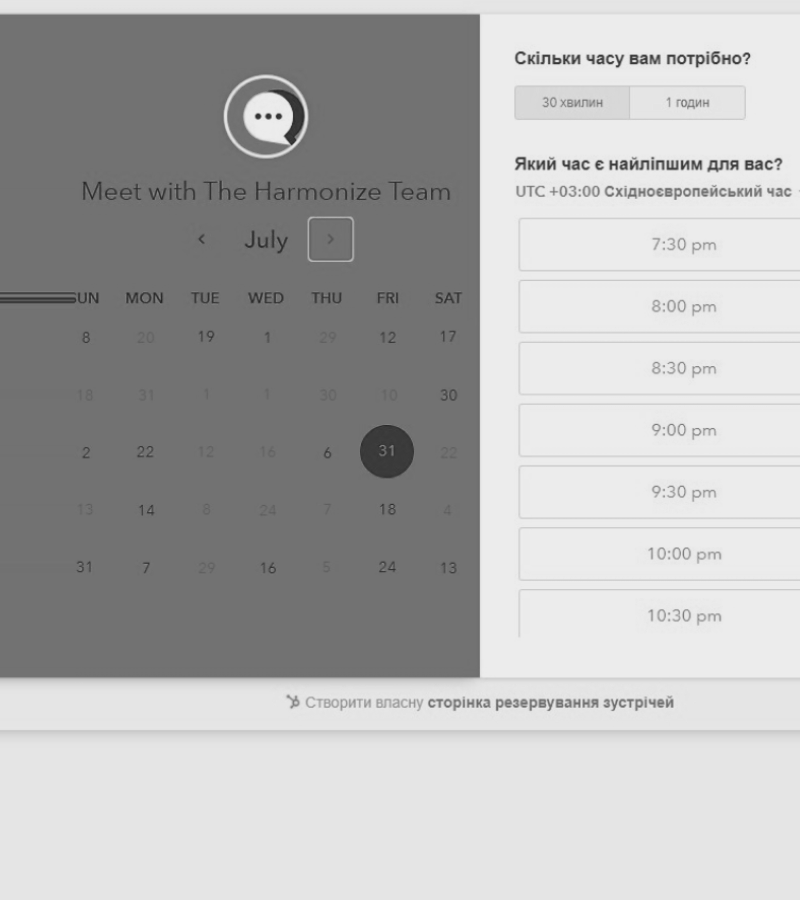 Meet with The Harmonize Team
July
UN MON TUE WED THU FRI SAT
8 20 19 1 29 12 17
18 31 1 1 30 10 30
2 22 12 16 6 31 22
13 14 8 24 7 18 4
31 7 29 16 5 24 13
Скільки часу вам потрібно?
30 хвилин 1 годин
Який час є найліпшим для вас?
UTC +03:00 Східноєвропейський час
7:30 pm
8:00 pm
8:30 pm
9:00 pm
9:30 pm
10:00 pm
10:30 pm
Створити власну сторінка резервування зустрічей